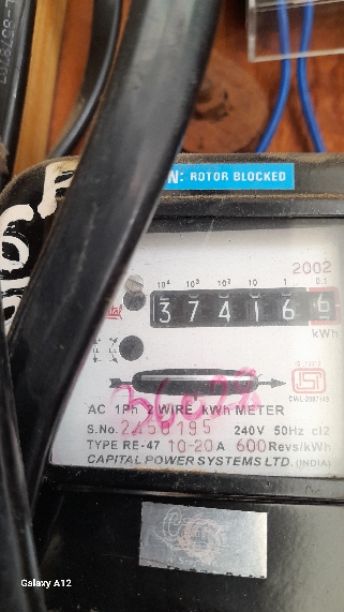 N: ROTOR BLOCKED
2002
10⁴ 10³ 10² 10 1 0.1
3 7 4 1 6 6
kWh
AC 1Ph 2 WIRE kWh METER
S.No. 2458195 240V 50Hz cl2
TYPE RE-47 10-20 A 600 Revs/kWh
CAPITAL POWER SYSTEMS LTD. (INDIA)
Galaxy A12